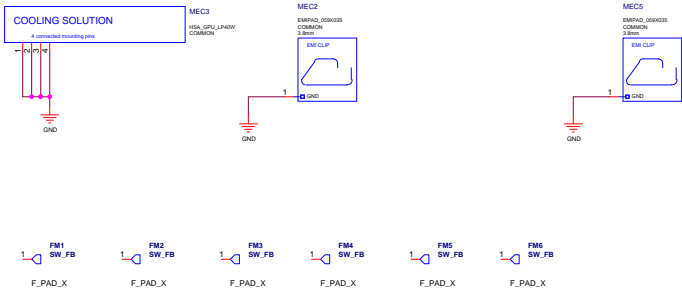 COOLING SOLUTION
4 connected mounting pins
MEC3
HSA_GPU_LP40W
COMMON
1
2
3
4
GND
MEC2
EMIPAD_059X035
COMMON
3.8mm
EMI CLIP
1
GND
GND
MEC5
EMIPAD_059X035
COMMON
3.8mm
EMI CLIP
1
GND
GND
1
FM1
SW_FB
F_PAD_X
1
FM2
SW_FB
F_PAD_X
1
FM3
SW_FB
F_PAD_X
1
FM4
SW_FB
F_PAD_X
1
FM5
SW_FB
F_PAD_X
1
FM6
SW_FB
F_PAD_X